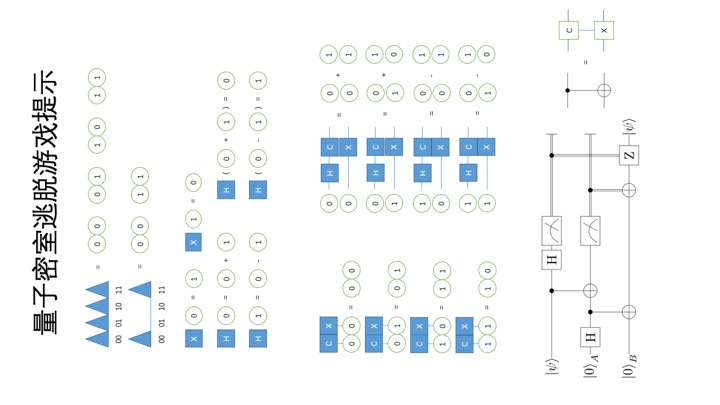 量子密室逃脱游戏提示
= 0 0 0 1 1 0 1 1
00 01 10 11
= 0 0 1 1
00 01 10 11
X 0 = 1 X 1 = 0
H 0 = 0 + 1 H ( 0 + 1 ) = 0
H 1 = 0 - 1 H ( 0 - 1 ) = 1
C X
0 0 = 0 0
C X
0 1 = 0 1
C X
1 0 = 1 1
C X
1 1 = 1 0
0 H C 0 1
= +
0 X 0 1
0 H C 0 1
= +
1 X 1 0
1 H C 0 1
= -
0 X 0 1
1 H C 0 1
= -
1 X 1 0
|ψ⟩ H
|0⟩A H
|0⟩B Z |ψ⟩
= C
X